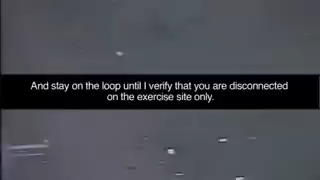 And stay on the loop until I verify that you are disconnected
on the exercise site only.